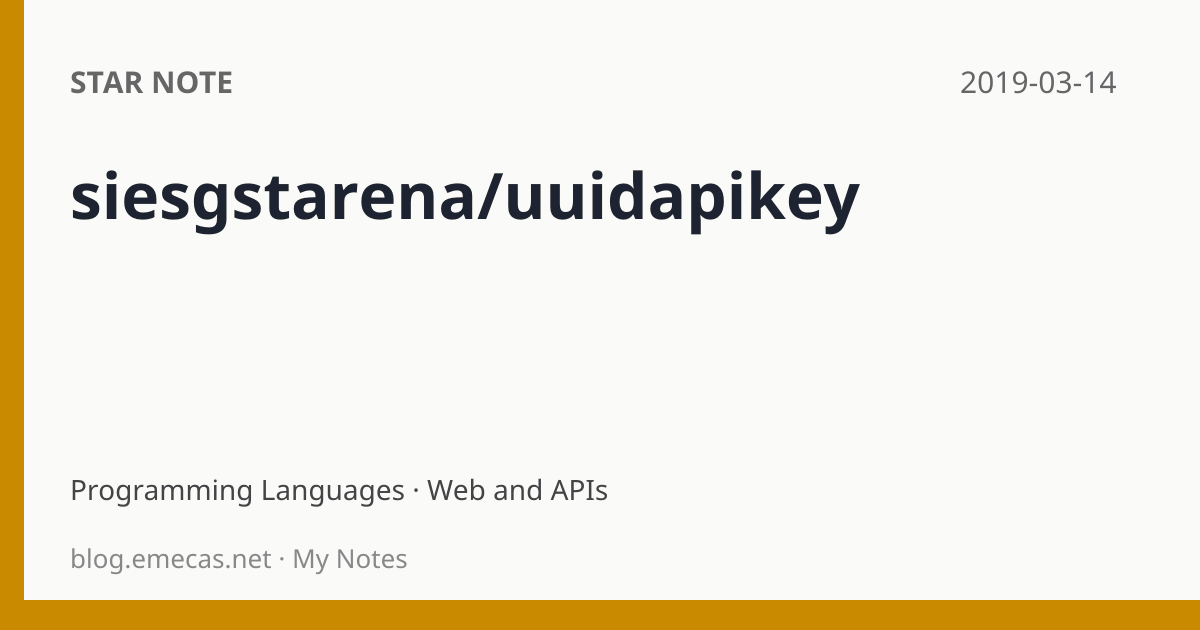 STAR NOTE
2019-03-14
siesgstarena/uuidapikey
Programming Languages · Web and APIs
blog.emecas.net · My Notes